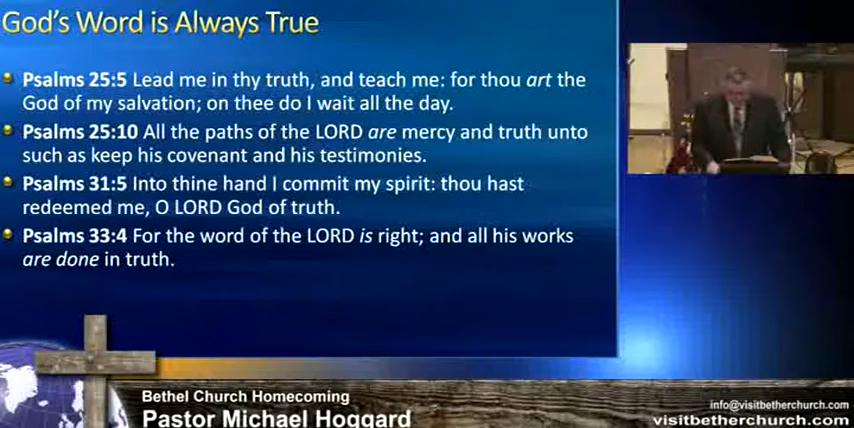 God's Word is Always True
Psalms 25:5 Lead me in thy truth, and teach me: for thou art the
God of my salvation; on thee do I wait all the day.
Psalms 25:10 All the paths of the LORD are mercy and truth unto
such as keep his covenant and his testimonies.
Psalms 31:5 Into thine hand I commit my spirit: thou hast
redeemed me, O LORD God of truth.
Psalms 33:4 For the word of the LORD is right; and all his works
are done in truth.
Bethel Church Homecoming
Pastor Michael Hoggard
info@visitbetherchurch.com
visitbetherchurch.com